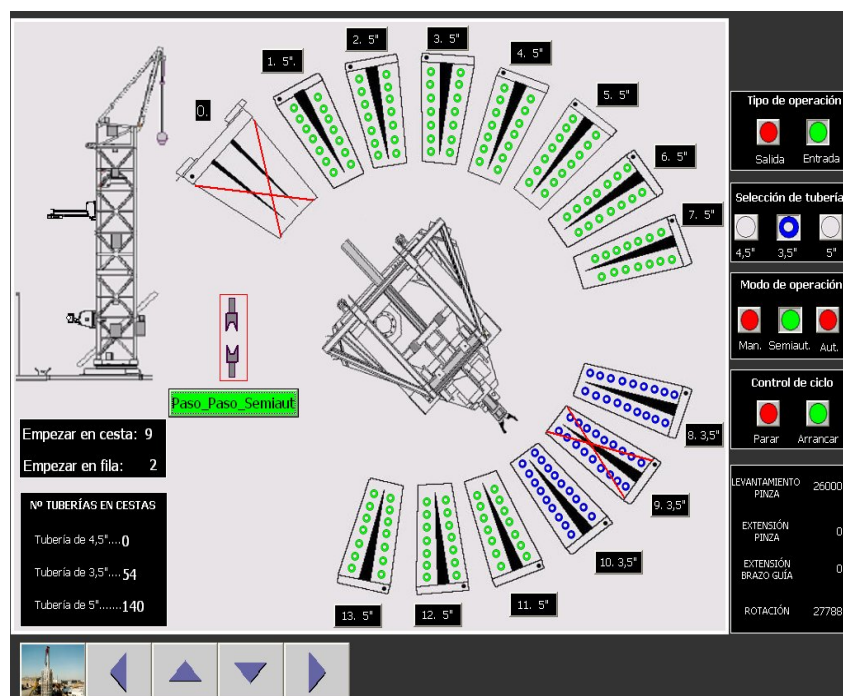 0.
1. 5".
2. 5"
3. 5"
4. 5"
5. 5"
6. 5"
7. 5"
8. 3,5"
9. 3,5"
10. 3,5"
11. 5"
12. 5"
13. 5"
Paso_Paso_Semiaut
Empezar en cesta: 9
Empezar en fila: 2
Nº TUBERÍAS EN CESTAS
Tubería de 4,5"....0
Tubería de 3,5"....54
Tubería de 5".......140
Tipo de operación
Salida Entrada
Selección de tubería
4,5" 3,5" 5"
Modo de operación
Man. Semiaut. Aut.
Control de ciclo
Parar Arrancar
LEVANTAMIENTO
PINZA 26000
EXTENSIÓN
PINZA 0
EXTENSIÓN
BRAZO GUÍA 0
ROTACIÓN 27788